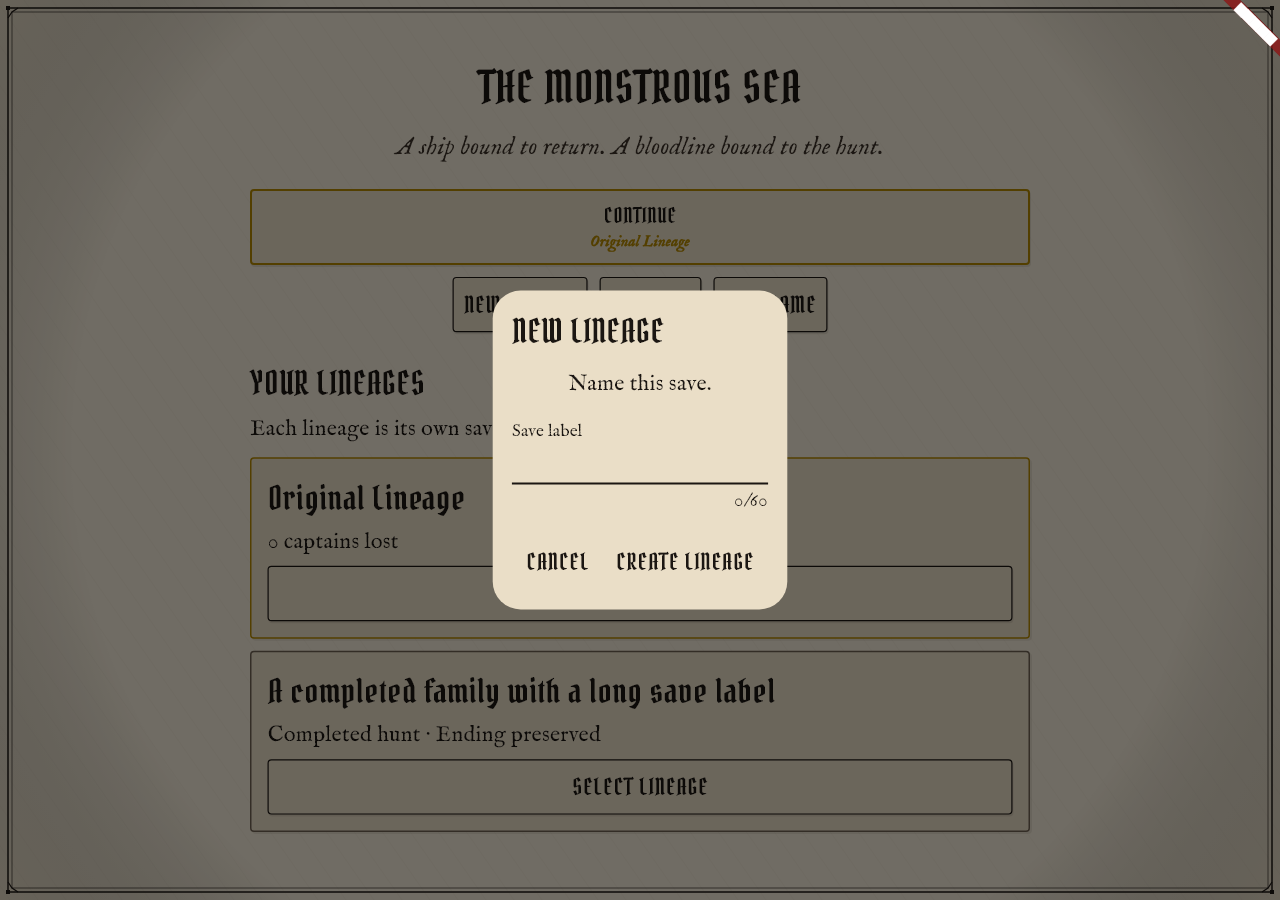 THE MONSTROUS SEA
A ship bound to return. A bloodline bound to the hunt.
CONTINUE
Original Lineage
NEW LINEAGE
Name this save.
YOUR LINEAGES
Each lineage is its own
Save label
0/60
Original Lineage
0 captains lost
CANCEL CREATE LINEAGE
A completed family with a long save label
Completed hunt · Ending preserved
SELECT LINEAGE